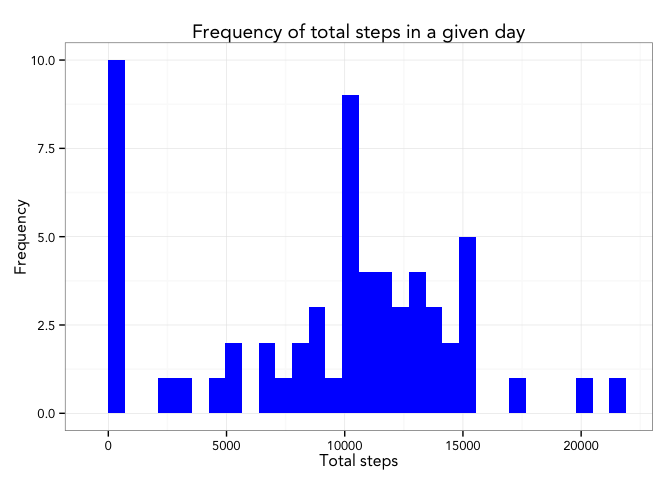 Frequency of total steps in a given day
10.0
7.5
5.0
2.5
0.0
Frequency
0 5000 10000 15000 20000
Total steps